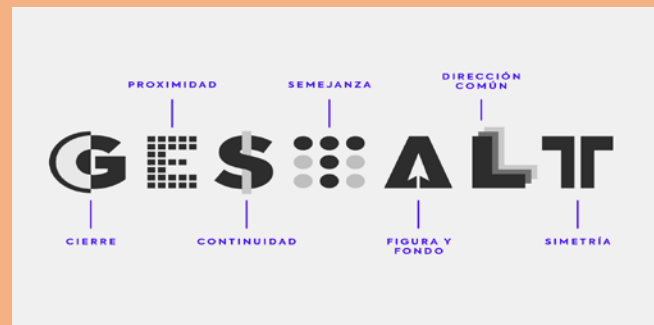 DIRECCIÓN
COMÚN
PROXIMIDAD
SEMEJANZA
GESTALT
CIERRE
CONTINUIDAD
FIGURA Y
FONDO
SIMETRÍA